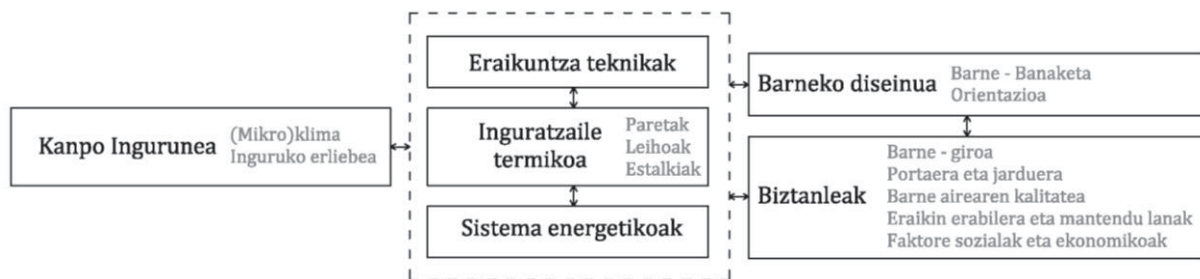 Kanpo Ingurunea
(Mikro)klima
Inguruko erliebea
Eraikuntza teknikak
Inguratzaile
termikoa
Paretak
Leihoak
Estalkiak
Sistema energetikoak
Barneko diseinua
Barne - Banaketa
Orientazioa
Biztanleak
Barne - giroa
Portaera eta jarduera
Barne airearen kalitatea
Eraikin erabilera eta mantendu lanak
Faktore sozialak eta ekonomikoak